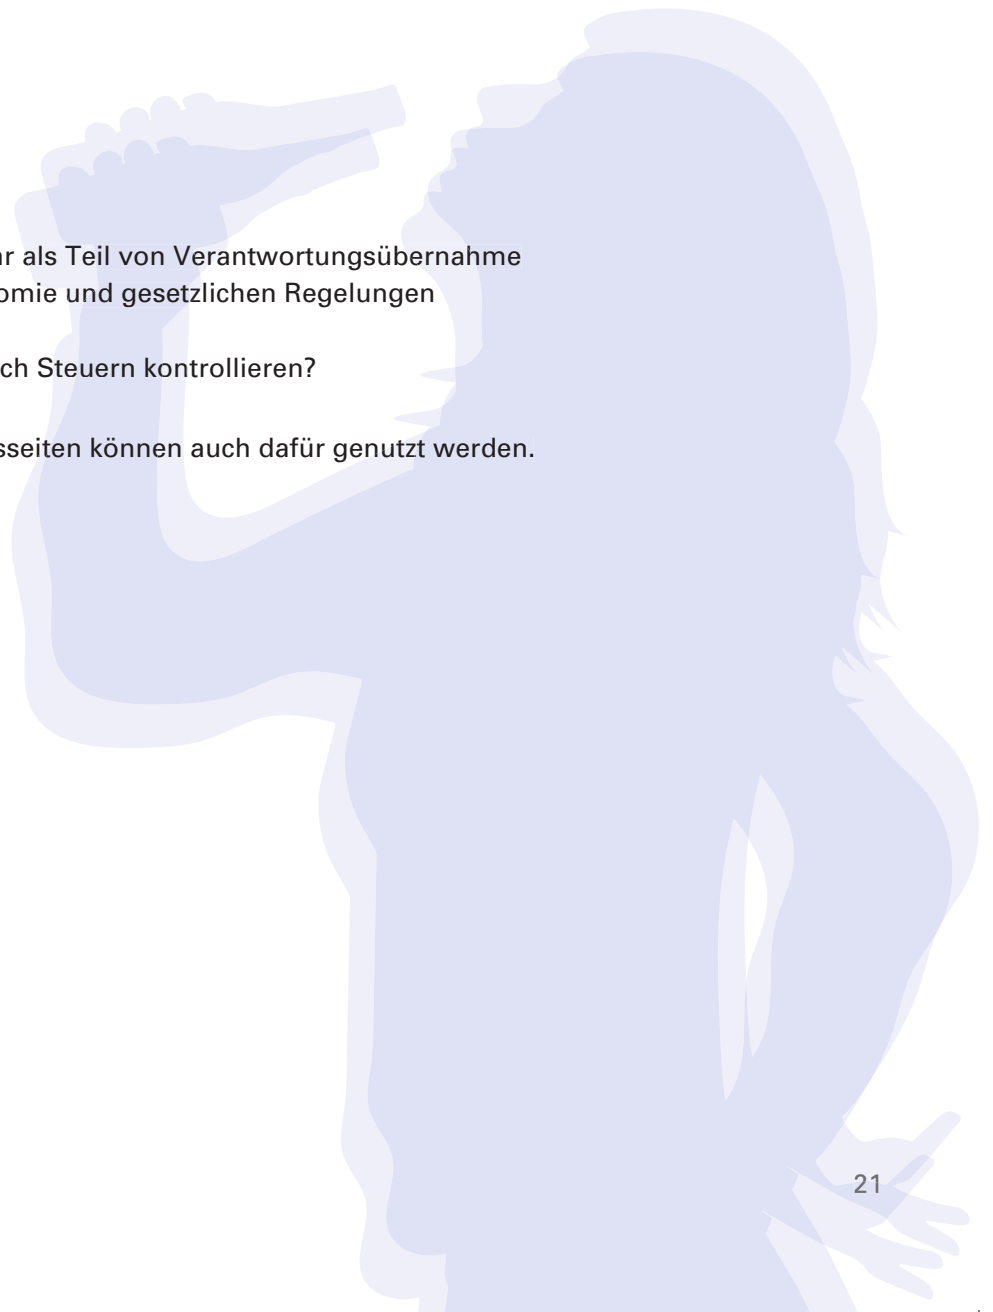 r als Teil von Verantwortungsübernahme
omie und gesetzlichen Regelungen
ch Steuern kontrollieren?
sseiten können auch dafür genutzt werden.
21